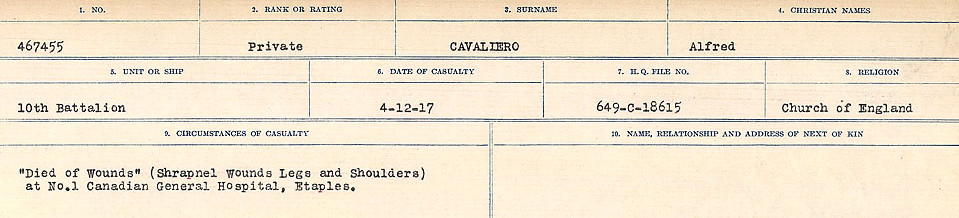 1. NO. 2. RANK OR RATING 3. SURNAME 4. CHRISTIAN NAMES
467455 Private CAVALIERO Alfred
5. UNIT OR SHIP 6. DATE OF CASUALTY 7. H.Q. FILE NO. 8. RELIGION
10th Battalion 4-12-17 649-C-18615 Church of England
9. CIRCUMSTANCES OF CASUALTY 10. NAME, RELATIONSHIP AND ADDRESS OF NEXT OF KIN
"Died of Wounds" (Shrapnel Wounds Legs and Shoulders)
at No.1 Canadian General Hospital, Etaples.